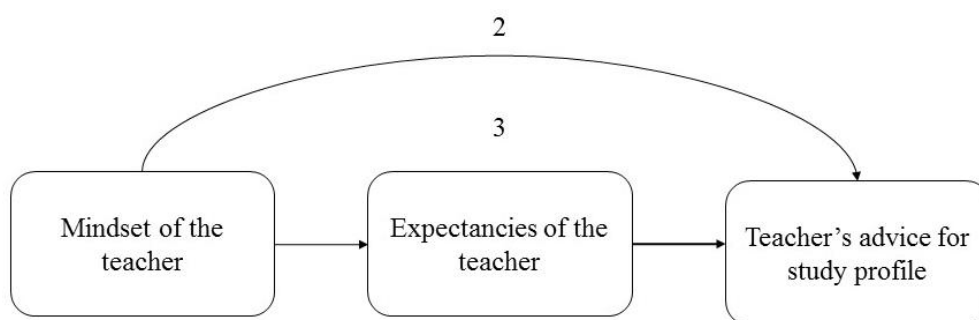 2
3
Mindset of the
teacher
Expectancies of the
teacher
Teacher’s advice for
study profile